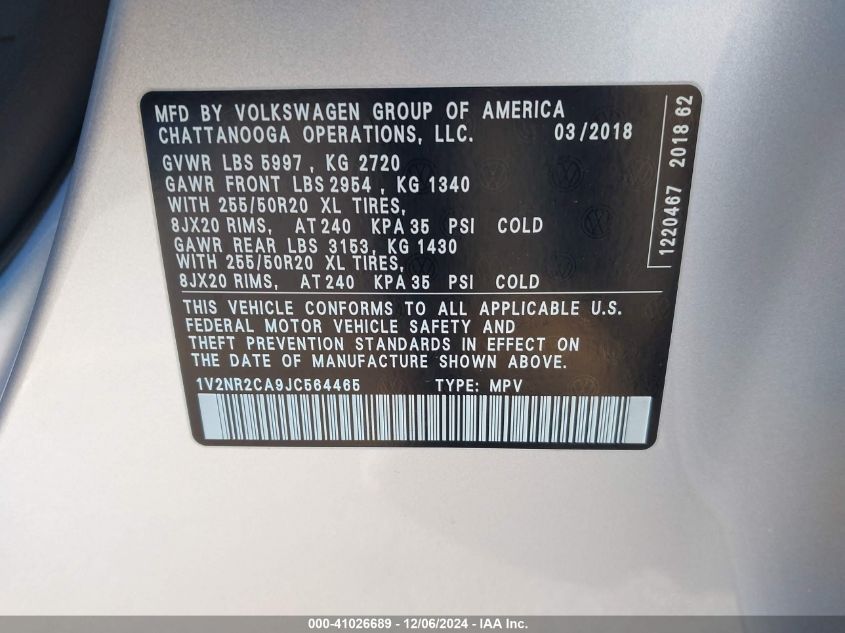 MFD BY VOLKSWAGEN GROUP OF AMERICA
CHATTANOOGA OPERATIONS, LLC. 03/2018
GVWR LBS 5997 , KG 2720
GAWR FRONT LBS 2954 , KG 1340
WITH 255/50R20 XL TIRES,
8JX20 RIMS, AT 240 KPA 35 PSI COLD
GAWR REAR LBS 3153, KG 1430
WITH 255/50R20 XL TIRES,
8JX20 RIMS, AT 240 KPA 35 PSI COLD
THIS VEHICLE CONFORMS TO ALL APPLICABLE U.S.
FEDERAL MOTOR VEHICLE SAFETY AND
THEFT PREVENTION STANDARDS IN EFFECT ON
THE DATE OF MANUFACTURE SHOWN ABOVE.
1V2NR2CA9JC564465 TYPE: MPV
1220467 2018 62
000-41026689 - 12/06/2024 - IAA Inc.